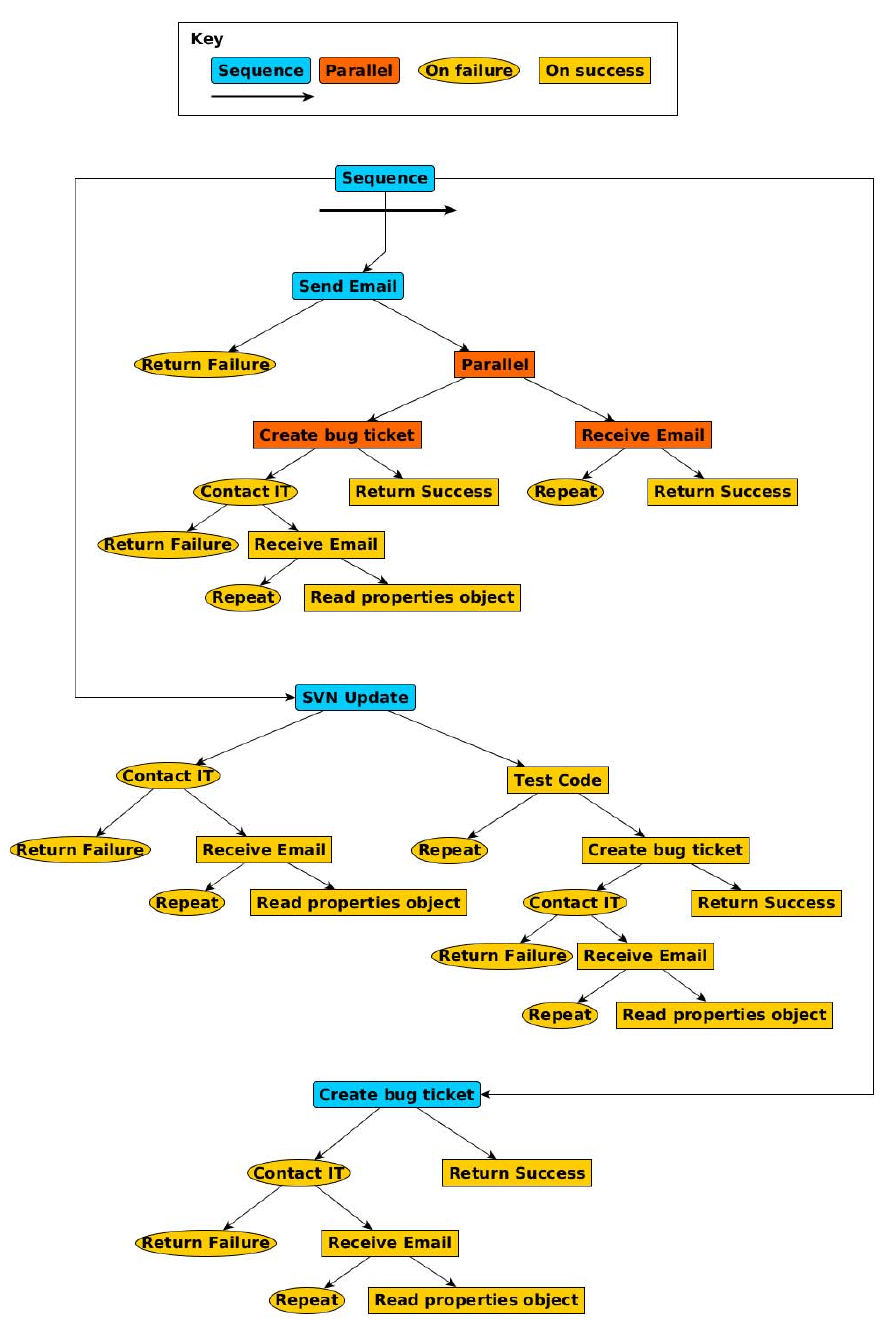 Key
Sequence
Parallel
On failure
On success
Sequence
Send Email
Return Failure
Parallel
Create bug ticket
Receive Email
Contact IT
Return Success
Repeat
Return Success
Return Failure
Receive Email
Repeat
Read properties object
SVN Update
Contact IT
Test Code
Return Failure
Receive Email
Repeat
Create bug ticket
Repeat
Read properties object
Contact IT
Return Success
Return Failure
Receive Email
Repeat
Read properties object
Create bug ticket
Contact IT
Return Success
Return Failure
Receive Email
Repeat
Read properties object